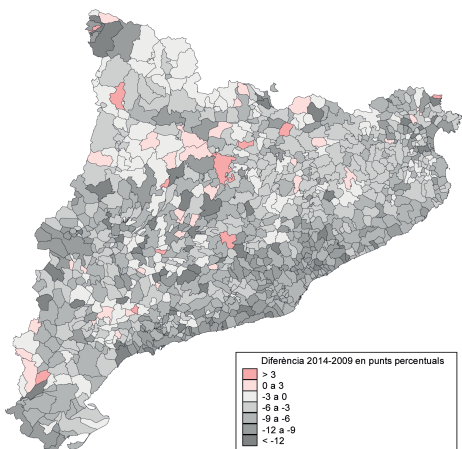 Diferència 2014-2009 en punts percentuals
> 3
0 a 3
-3 a 0
-6 a -3
-9 a -6
-12 a -9
< -12